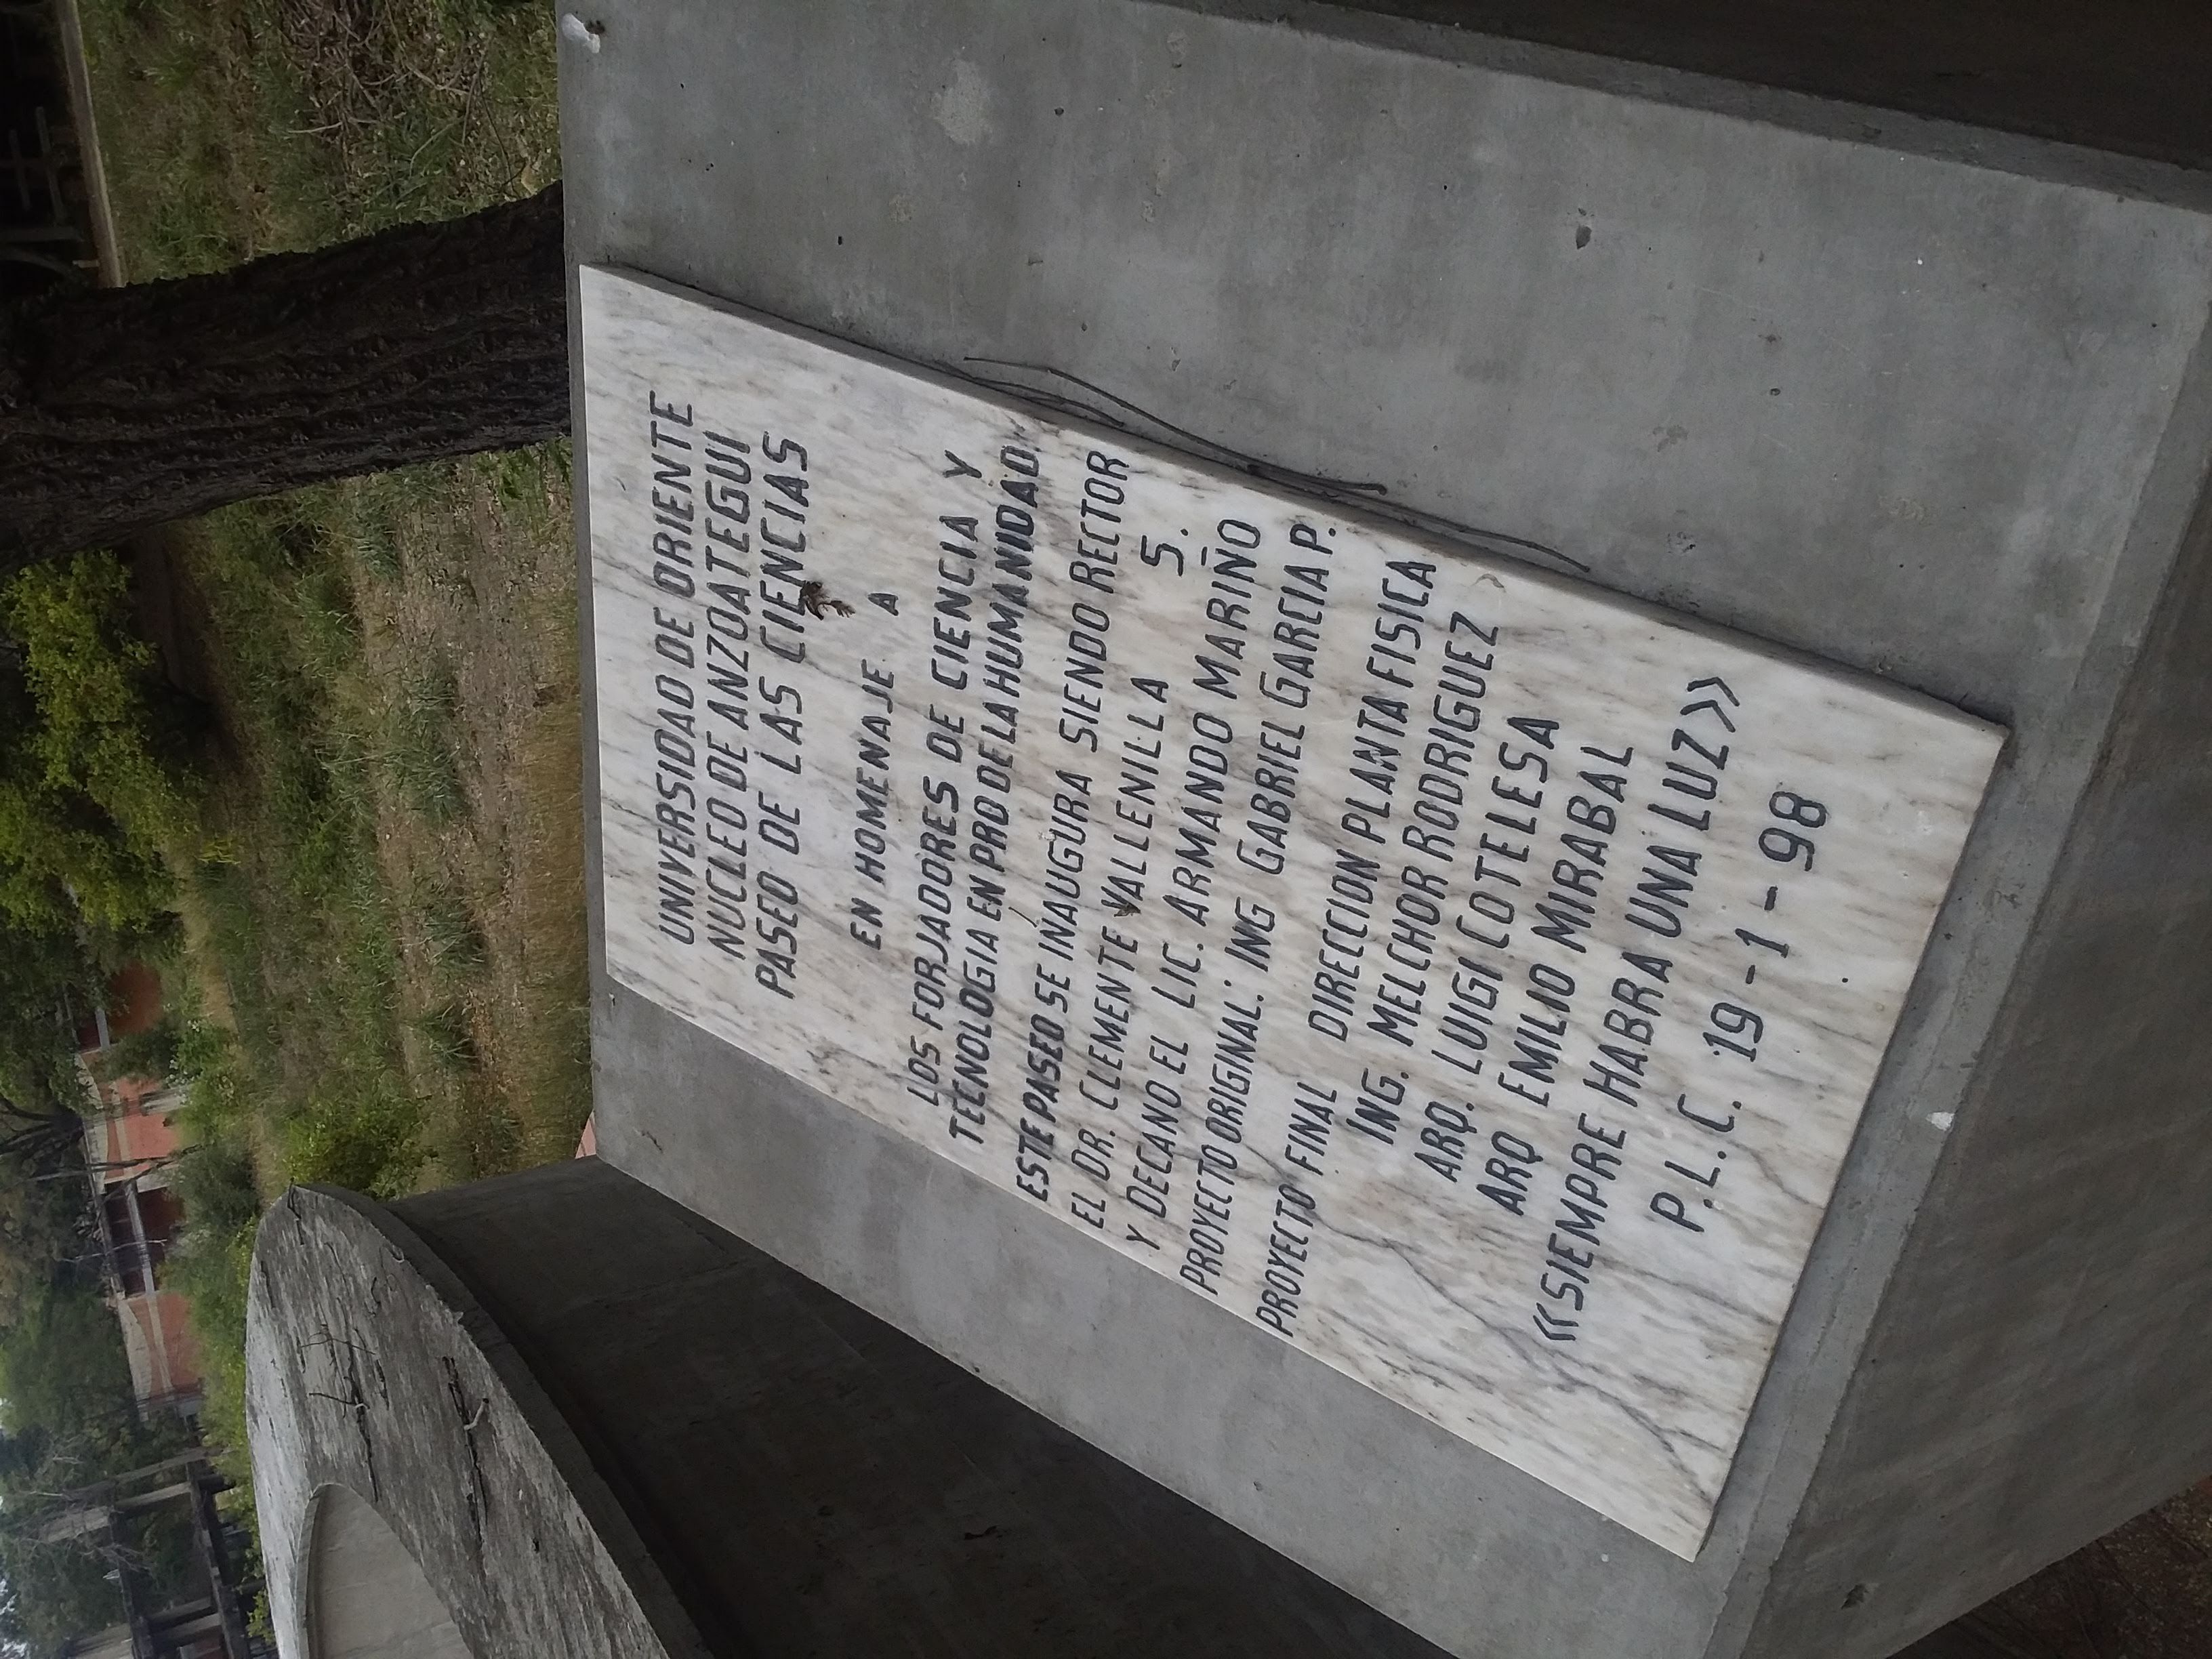 UNIVERSIDAD DE ORIENTE
NUCLEO DE ANZOATEGUI
PASEO DE LAS CIENCIAS
EN HOMENAJE A
LOS FORJADORES DE CIENCIA Y
TECNOLOGIA EN PRO DE LA HUMANIDAD.
ESTE PASEO SE INAUGURA SIENDO RECTOR
EL DR. CLEMENTE VALLENILLA S.
Y DECANO EL LIC. ARMANDO MARIÑO
PROYECTO ORIGINAL: ING GABRIEL GARCIA P.
PROYECTO FINAL DIRECCION PLANTA FISICA
ING. MELCHOR RODRIGUEZ
ARQ. LUIGI COTELESA
ARQ EMILIO MIRABAL
«SIEMPRE HABRA UNA LUZ»
P.L.C. 19-1-98